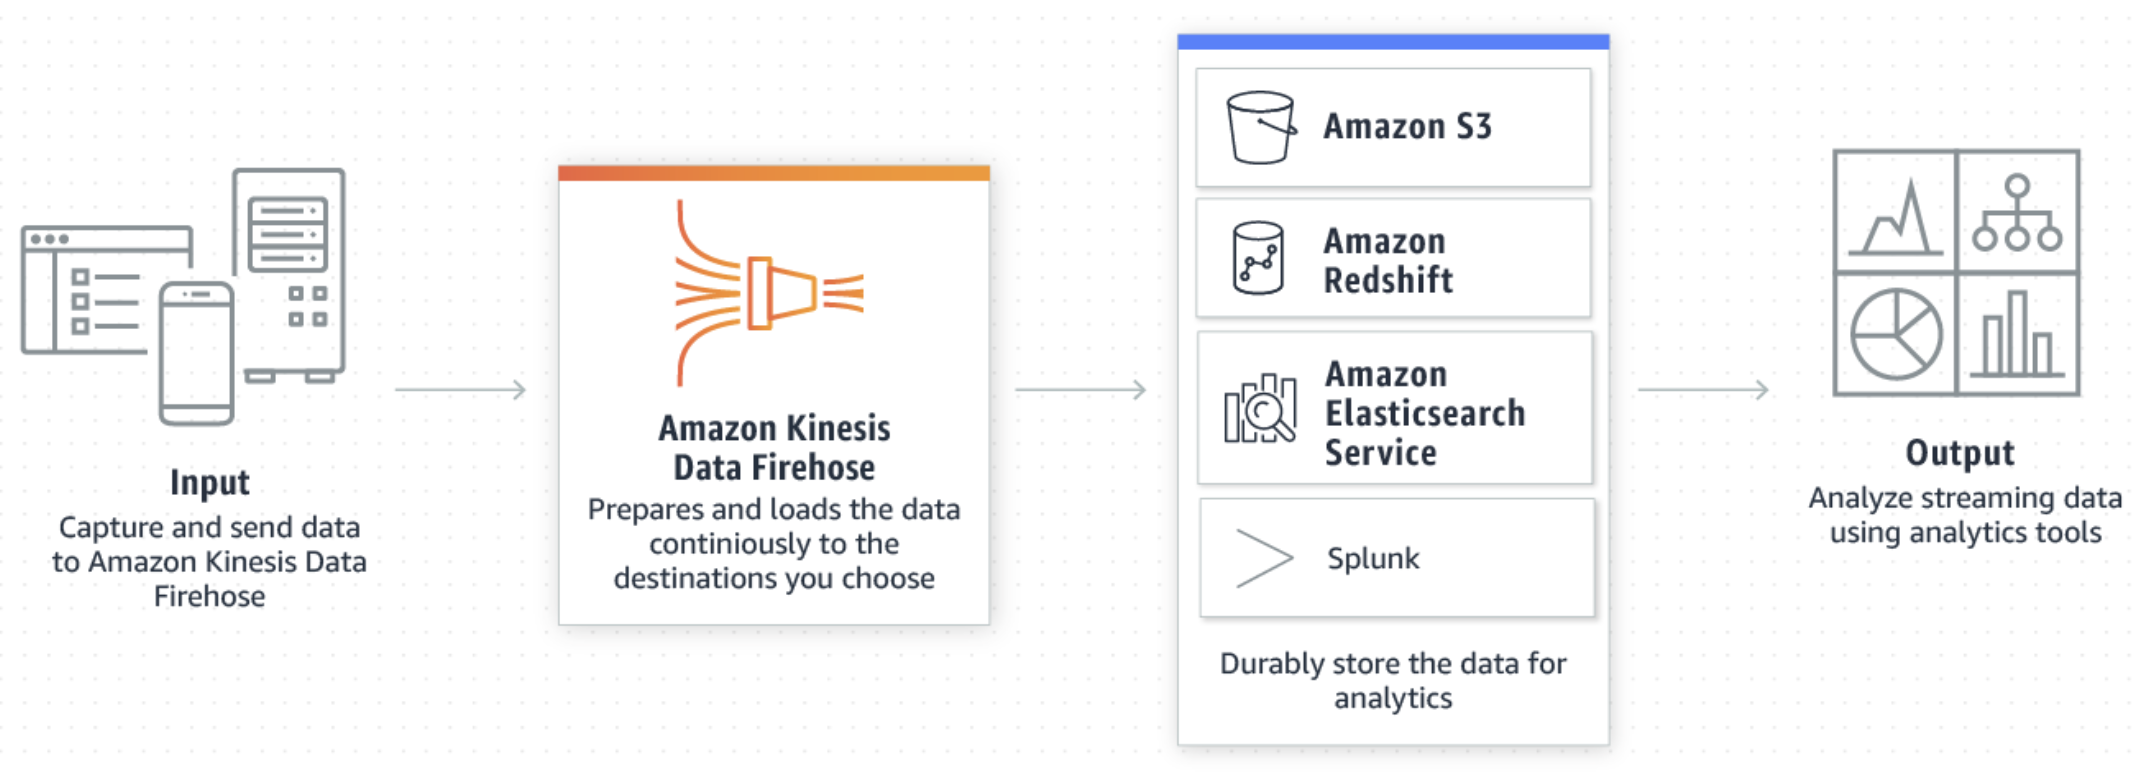 Input
Capture and send data
to Amazon Kinesis Data
Firehose
Amazon Kinesis
Data Firehose
Prepares and loads the data
continiously to the
destinations you choose
Amazon S3
Amazon
Redshift
Amazon
Elasticsearch
Service
Splunk
Durably store the data for
analytics
Output
Analyze streaming data
using analytics tools